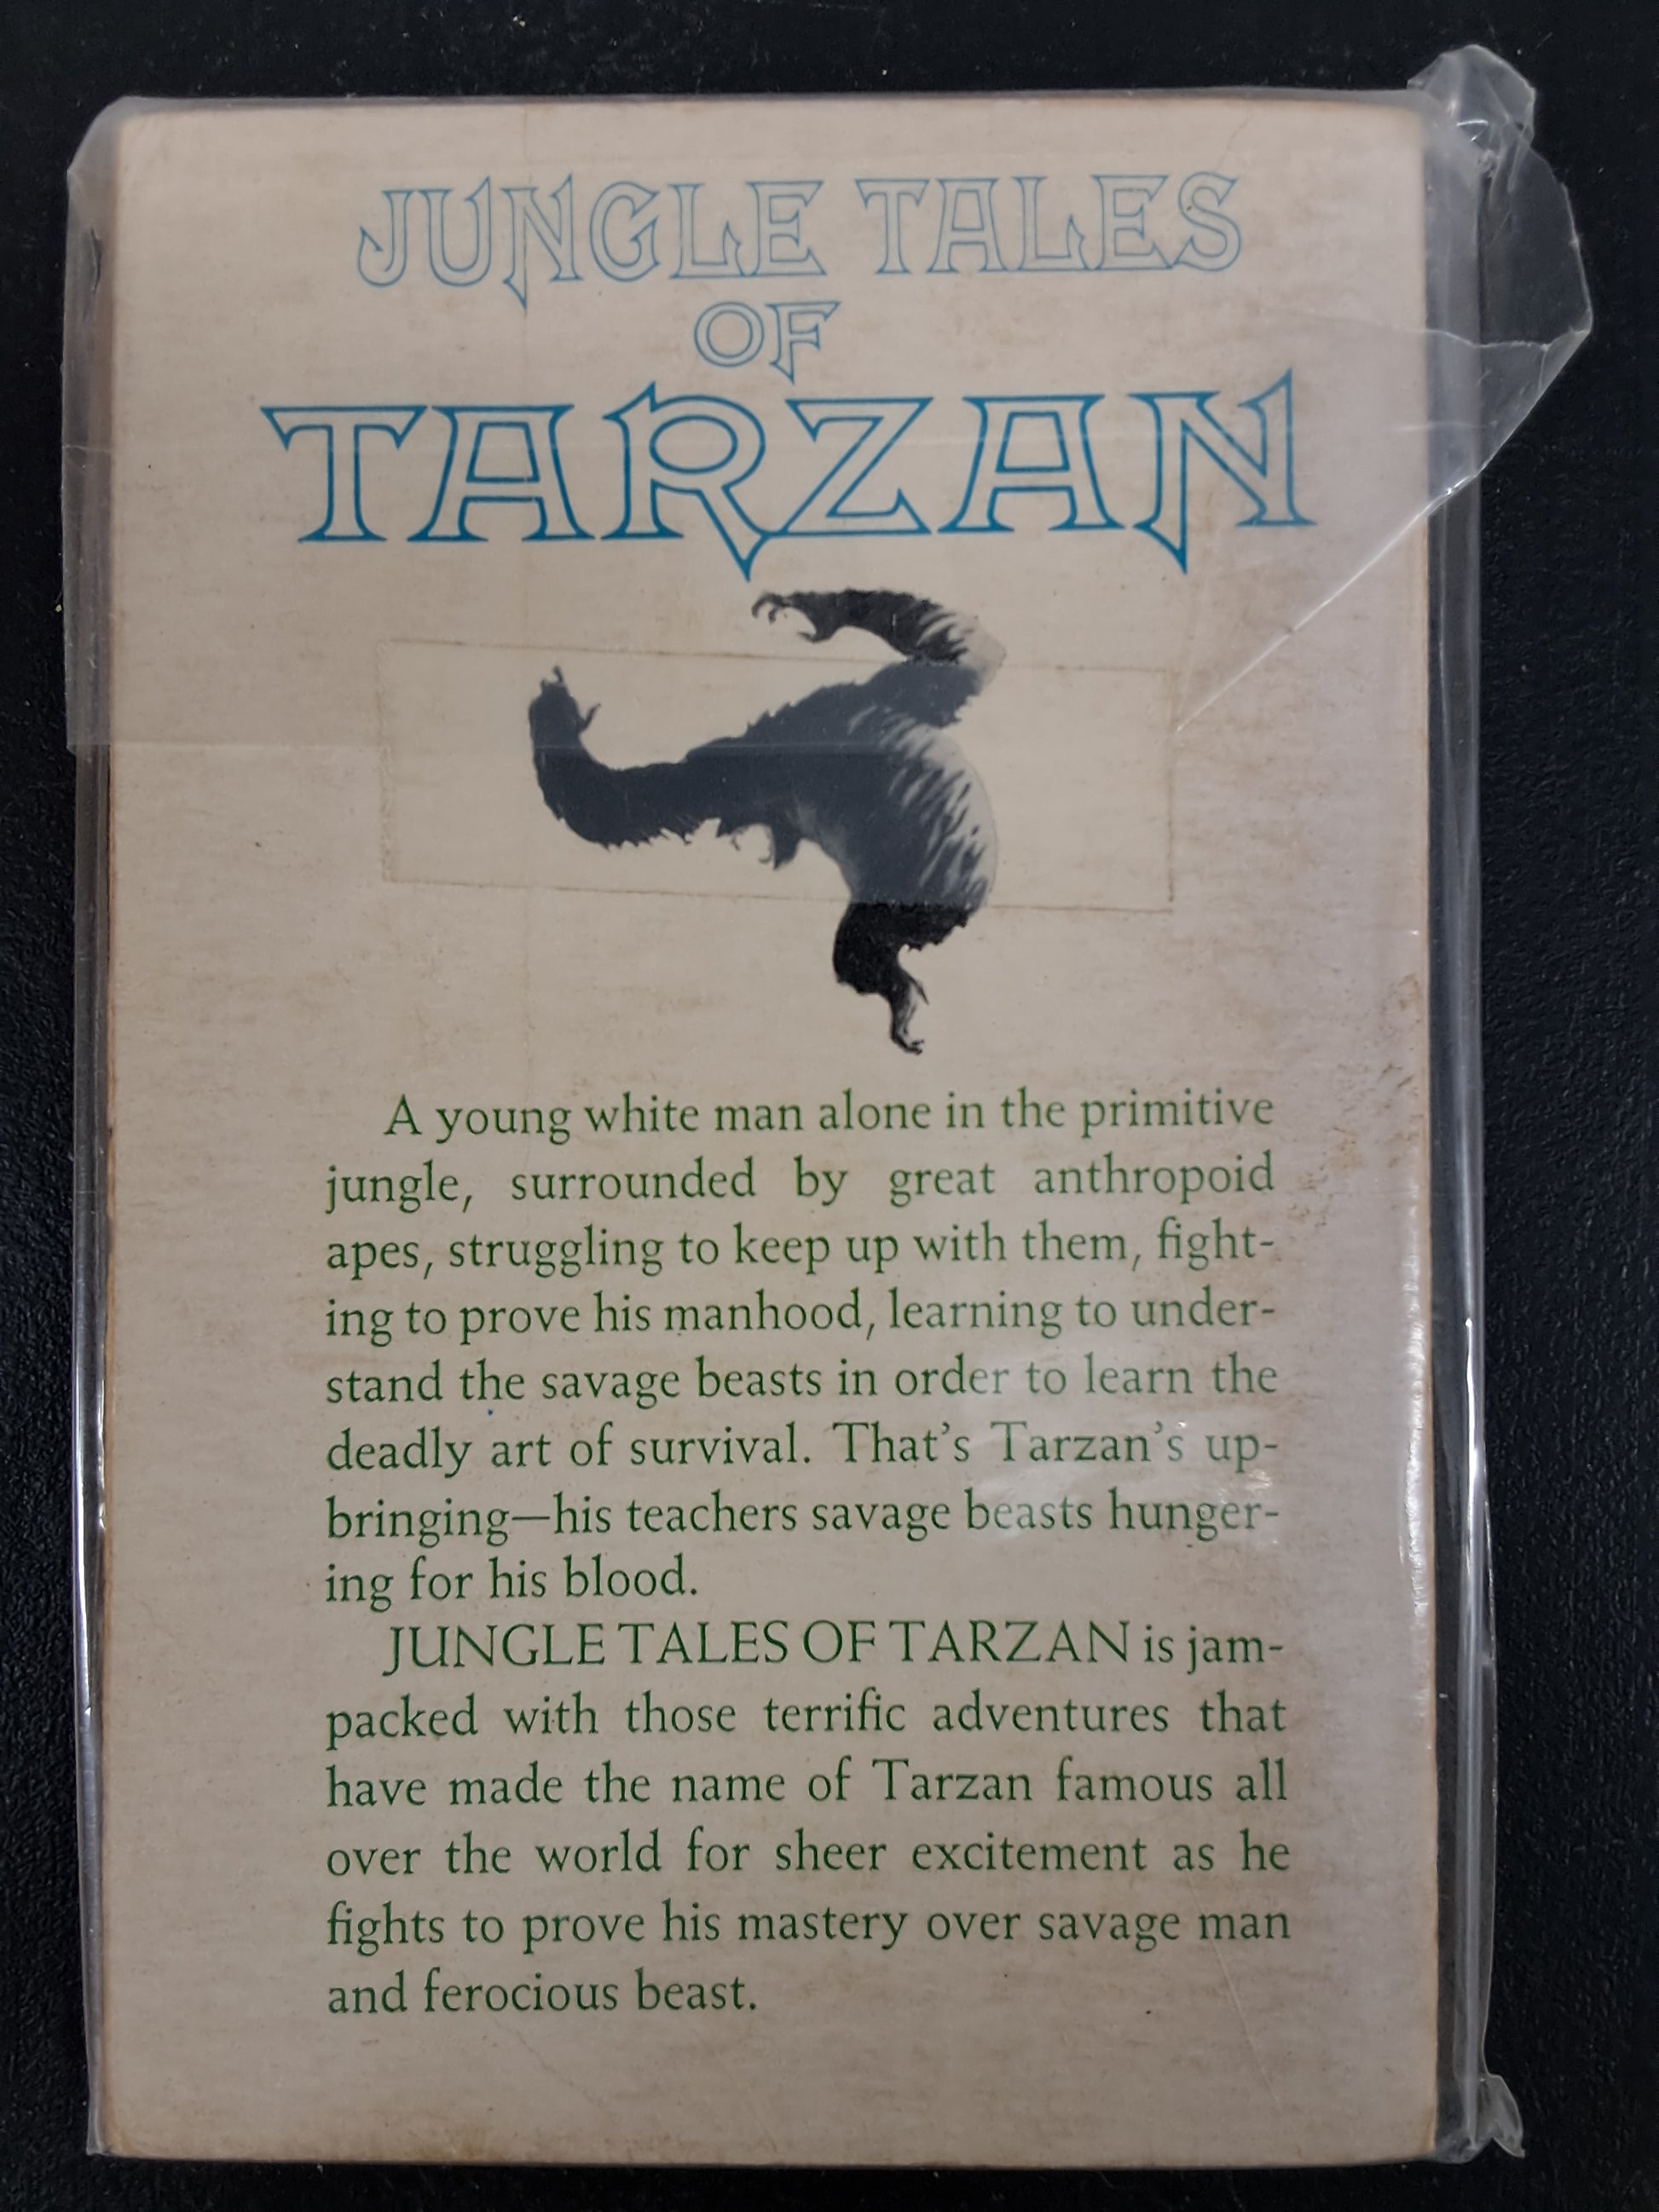 JUNGLE TALES
OF
TARZAN
A young white man alone in the primitive
jungle, surrounded by great anthropoid
apes, struggling to keep up with them, fight-
ing to prove his manhood, learning to under-
stand the savage beasts in order to learn the
deadly art of survival. That's Tarzan's up-
bringing—his teachers savage beasts hunger-
ing for his blood.
JUNGLE TALES OF TARZAN is jam-
packed with those terrific adventures that
have made the name of Tarzan famous all
over the world for sheer excitement as he
fights to prove his mastery over savage man
and ferocious beast.